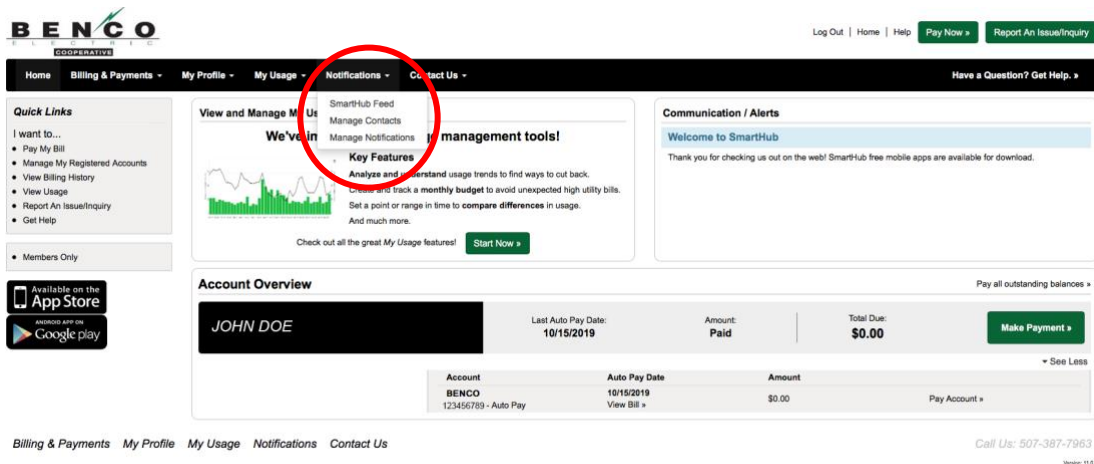 BENCO
ELECTRIC
COOPERATIVE
Log Out | Home | Help Pay Now » Report An Issue/Inquiry
Home Billing & Payments My Profile My Usage Notifications Contact Us Have a Question? Get Help. »
Quick Links
I want to...
• Pay My Bill
• Manage My Registered Accounts
• View Billing History
• View Usage
• Report An Issue/Inquiry
• Get Help
• Members Only
Available on the
App Store
ANDROID APP ON
Google play
SmartHub Feed
Manage Contacts
Manage Notifications
View and Manage My Us
We've im management tools!
Key Features
Analyze and understand usage trends to find ways to cut back.
Create and track a monthly budget to avoid unexpected high utility bills.
Set a point or range in time to compare differences in usage.
And much more.
Check out all the great My Usage features! Start Now »
Communication / Alerts
Welcome to SmartHub
Thank you for checking us out on the web! SmartHub free mobile apps are available for download.
Account Overview Pay all outstanding balances »
JOHN DOE
Last Auto Pay Date: Amount: Total Due:
10/15/2019 Paid $0.00 Make Payment »
See Less
Account Auto Pay Date Amount
BENCO 10/15/2019 $0.00 Pay Account »
123456789 - Auto Pay View Bill »
Billing & Payments My Profile My Usage Notifications Contact Us Call Us: 507-387-7963